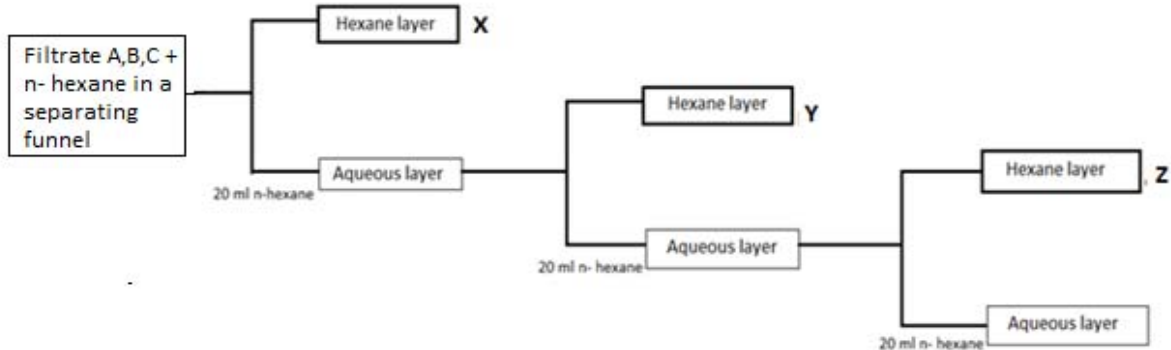 Hexane layer X
Filtrate A,B,C +
n- hexane in a
separating
funnel
Hexane layer Y
Aqueous layer
20 ml n-hexane
Hexane layer , Z
Aqueous layer
20 ml n- hexane
Aqueous layer
20 ml n- hexane